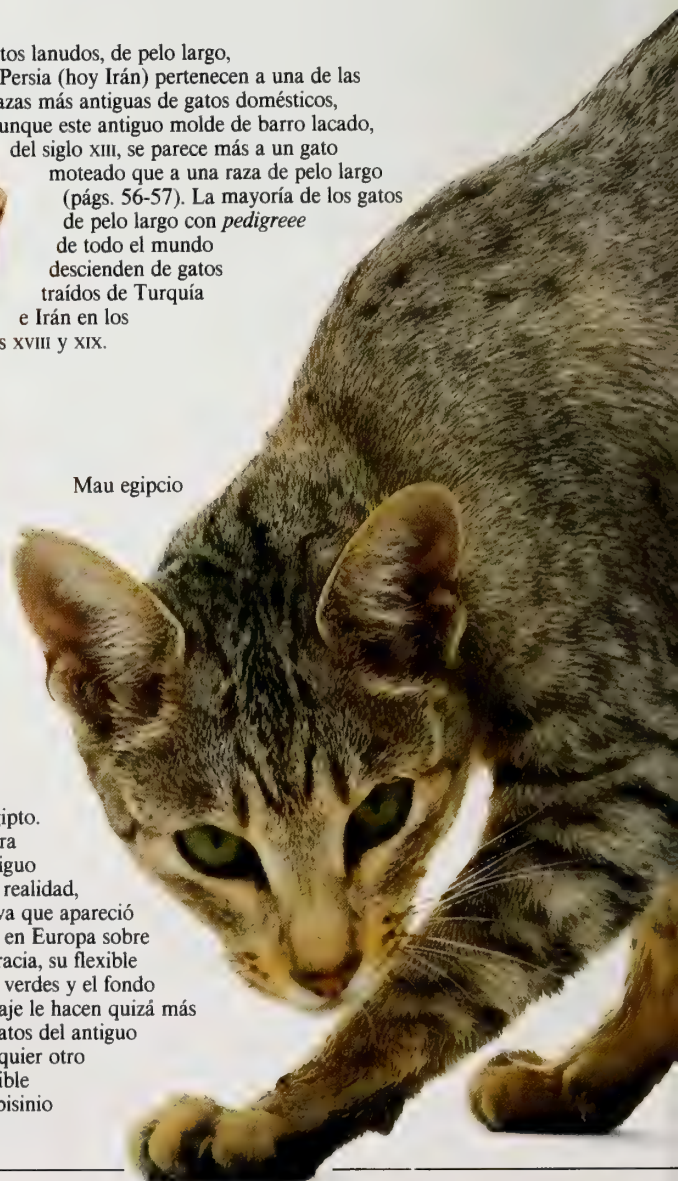 tos lanudos, de pelo largo,
Persia (hoy Irán) pertenecen a una de las
azas más antiguas de gatos domésticos,
unque este antiguo molde de barro lacado,
del siglo XIII, se parece más a un gato
moteado que a una raza de pelo largo
(págs. 56-57). La mayoría de los gatos
de pelo largo con pedigreee
de todo el mundo
descienden de gatos
traídos de Turquía
e Irán en los
s XVIII y XIX.
Mau egipcio
ipto.
ra
iguo
realidad,
va que apareció
en Europa sobre
racia, su flexible
verdes y el fondo
aje le hacen quizá más
atos del antiguo
quier otro
ible
bisinio